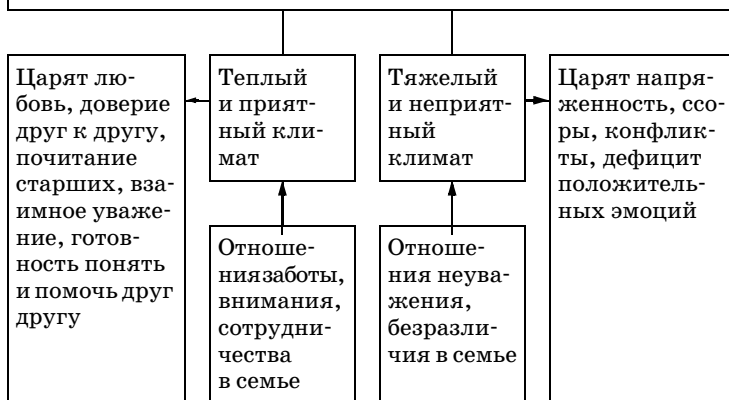 Царят лю-
бовь, доверие
друг к другу,
почитание
старших, вза-
имное уваже-
ние, готов-
ность понять
и помочь друг
другу
Теплый
и прият-
ный кли-
мат
Тяжелый
и неприят-
ный
климат
Царят напря-
женность, ссо-
ры, конфлик-
ты, дефицит
положитель-
ных эмоций
Отноше-
ниязаботы,
внимания,
сотрудни-
чества
в семье
Отноше-
ния неува-
жения,
безразли-
чия в семье